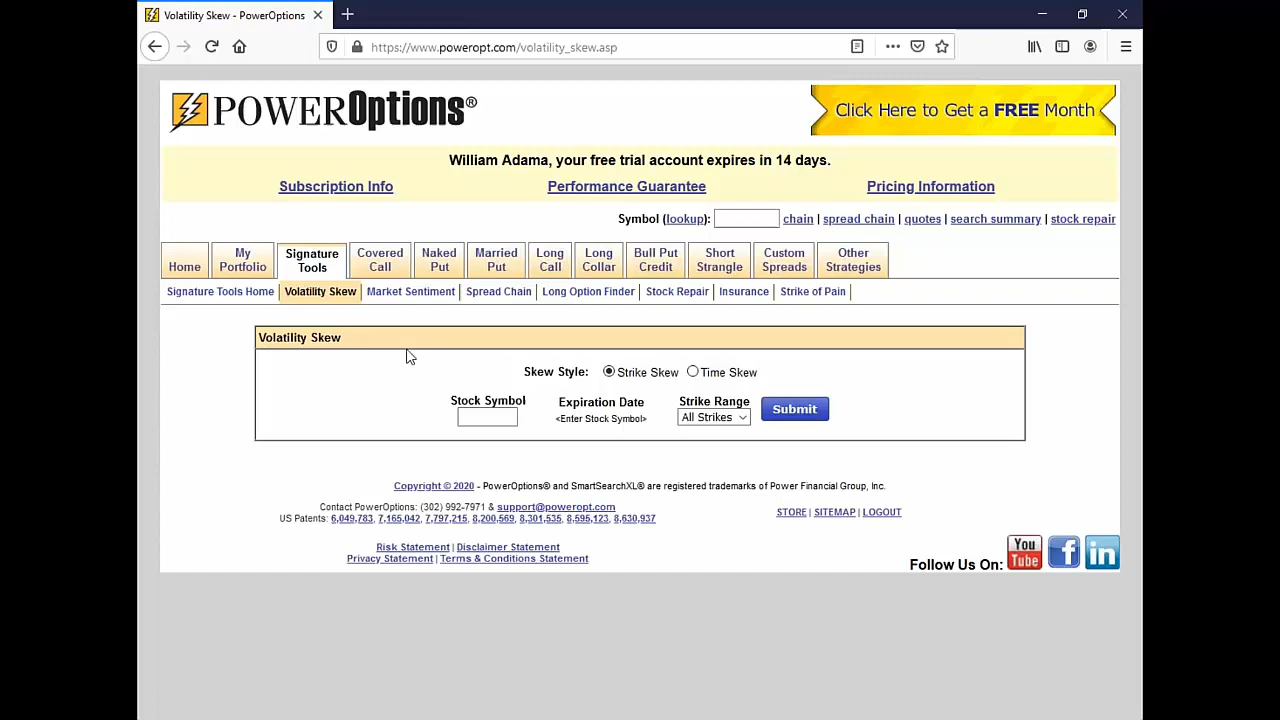 Volatility Skew - PowerOptions
https://www.poweropt.com/volatility_skew.asp
POWEROptions®
Click Here to Get a FREE Month
William Adama, your free trial account expires in 14 days.
Subscription Info Performance Guarantee Pricing Information
Symbol (lookup): chain | spread chain | quotes | search summary | stock repair
Home My Portfolio Signature Tools Covered Call Naked Put Married Put Long Call Long Collar Bull Put Credit Short Strangle Custom Spreads Other Strategies
Signature Tools Home | Volatility Skew | Market Sentiment | Spread Chain | Long Option Finder | Stock Repair | Insurance | Strike of Pain |
Volatility Skew
Skew Style: Strike Skew Time Skew
Stock Symbol Expiration Date Strike Range
<Enter Stock Symbol> All Strikes Submit
Copyright © 2020 - PowerOptions® and SmartSearchXL® are registered trademarks of Power Financial Group, Inc.
Contact PowerOptions: (302) 992-7971 & support@poweropt.com
US Patents: 6,049,783, 7,165,042, 7,797,215, 8,200,569, 8,301,535, 8,595,123, 8,630,937
STORE | SITEMAP | LOGOUT
Risk Statement | Disclaimer Statement
Privacy Statement | Terms & Conditions Statement
Follow Us On: You Tube f in